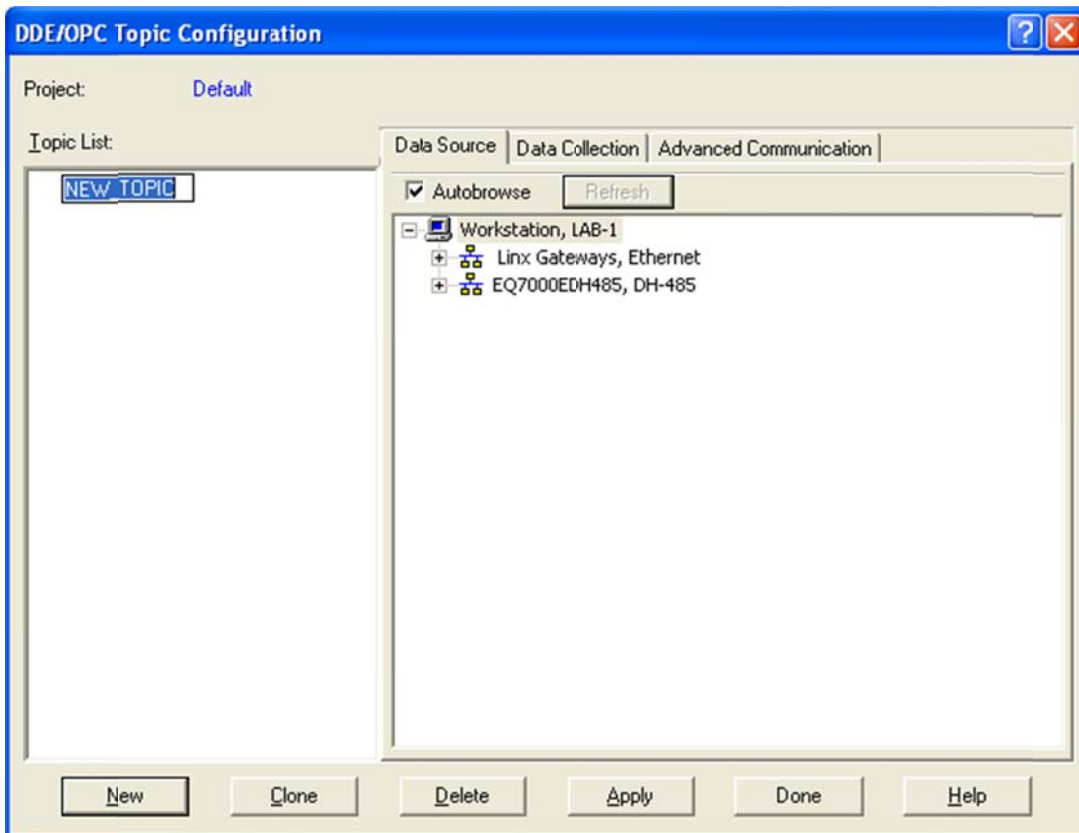 DDE/OPC Topic Configuration
Project: Default
Topic List:
NEW_TOPIC
Data Source
Data Collection
Advanced Communication
Autobrowse
Refresh
Workstation, LAB-1
Linx Gateways, Ethernet
EQ7000EDH485, DH-485
New
Clone
Delete
Apply
Done
Help